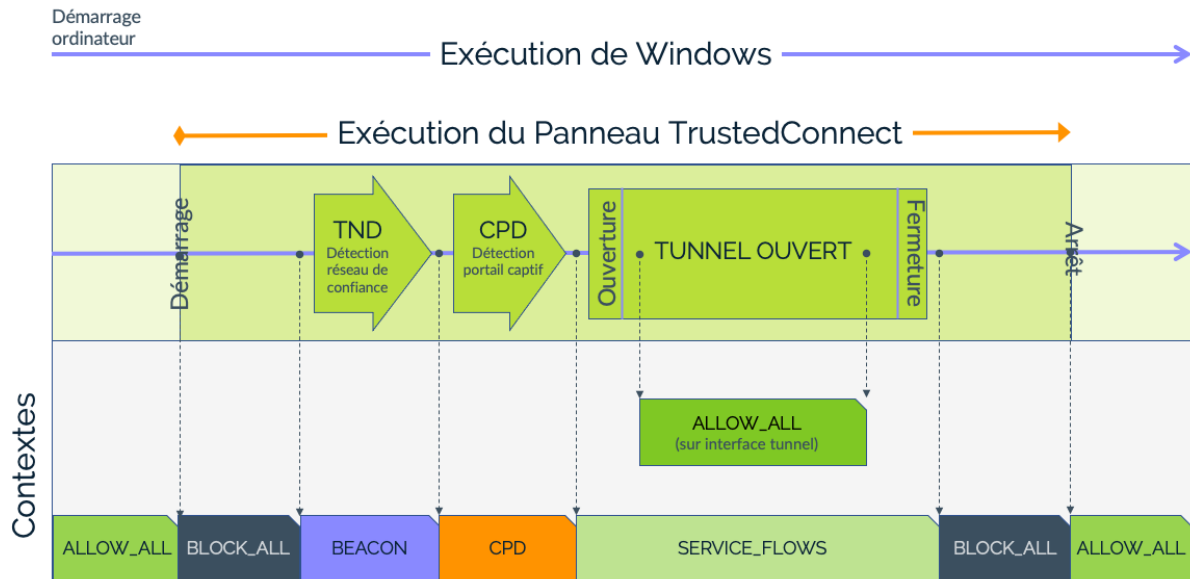 Démarrage
ordinateur
Exécution de Windows
Exécution du Panneau TrustedConnect
Démarrage
TND
Détection
réseau de
confiance
CPD
Détection
portail captif
Ouverture
TUNNEL OUVERT
Fermeture
Arrêt
Contextes
ALLOW_ALL
(sur interface tunnel)
ALLOW_ALL
BLOCK_ALL
BEACON
CPD
SERVICE_FLOWS
BLOCK_ALL
ALLOW_ALL